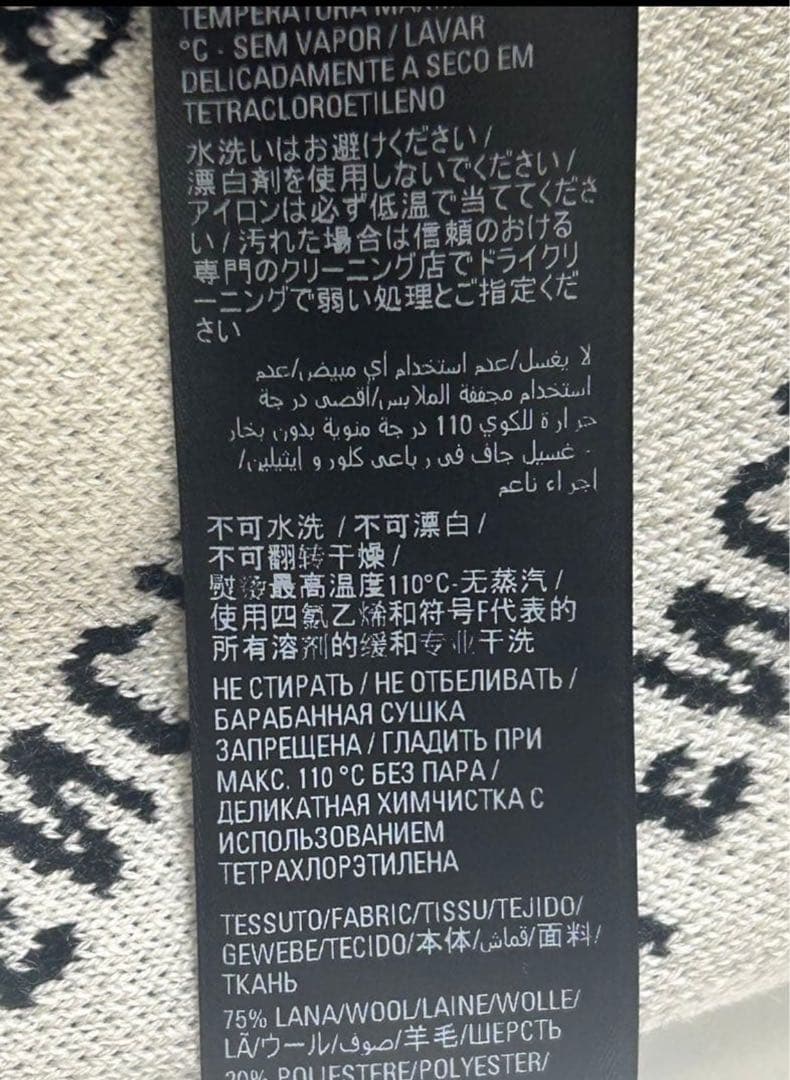 TEMPERATURA
°C - SEM VAPOR / LAVAR
DELICADAMENTE A SECO EM
TETRACLOROETILENO
水洗いはお避けください/
漂白剤を使用しないでください/
アイロンは必ず低温で当ててくださ
い/汚れた場合は信頼のおける
専門のクリーニング店でドライクリ
ーニングで弱い処理とご指定くだ
さい
لا يغسل/عدم استخدام أي مبيض/عدم
استخدام مجففة الملابس/أقصى درجة
حرارة للكوي 110 درجة منوية بدون بخار
- غسيل جاف في رباعى كلور و ايثيلين/
اجراء ناعم
不可水洗 / 不可漂白 /
不可翻转干燥 /
熨烫最高温度110°C-无蒸汽 /
使用四氯乙烯和符号F代表的
所有溶剂的缓和专业干洗
НЕ СТИРАТЬ / НЕ ОТБЕЛИВАТЬ /
БАРАБАННАЯ СУШКА
ЗАПРЕЩЕНА / ГЛАДИТЬ ПРИ
МАКС. 110 °C БЕЗ ПАРА /
ДЕЛИКАТНАЯ ХИМЧИСТКА С
ИСПОЛЬЗОВАНИЕМ
ТЕТРАХЛОРЭТИЛЕНА
TESSUTO/FABRIC/TISSU/TEJIDO/
GEWEBE/TECIDO/本体/قماش/面料/
ТКАНЬ
75% LANA/WOOL/LAINE/WOLLE/
LÃ/ウール/صوف/羊毛/ШЕРСТЬ
20% POLIESTERE/POLYESTER/